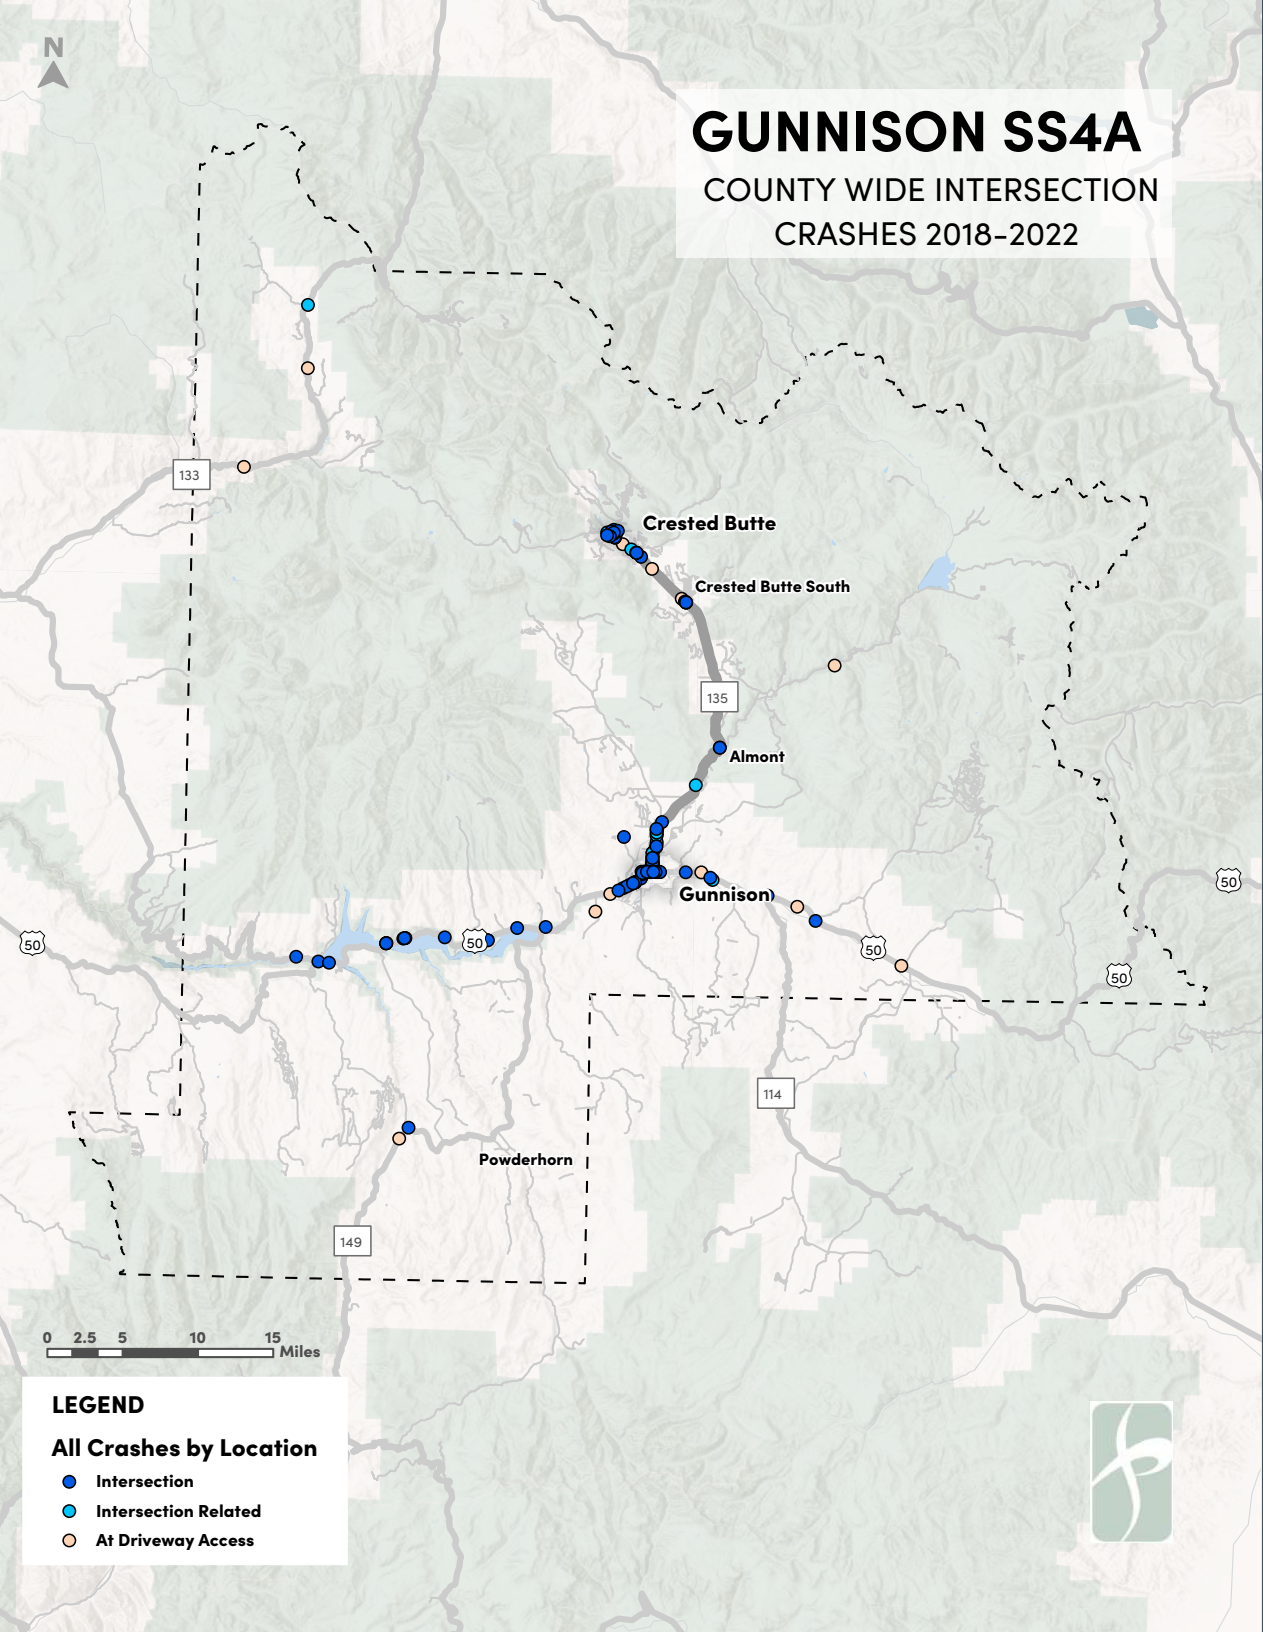 N
GUNNISON SS4A
COUNTY WIDE INTERSECTION
CRASHES 2018-2022
133
Crested Butte
Crested Butte South
135
Almont
50
Gunnison
50
50
50
50
114
Powderhorn
149
0 2.5 5 10 15
Miles
LEGEND
All Crashes by Location
Intersection
Intersection Related
At Driveway Access